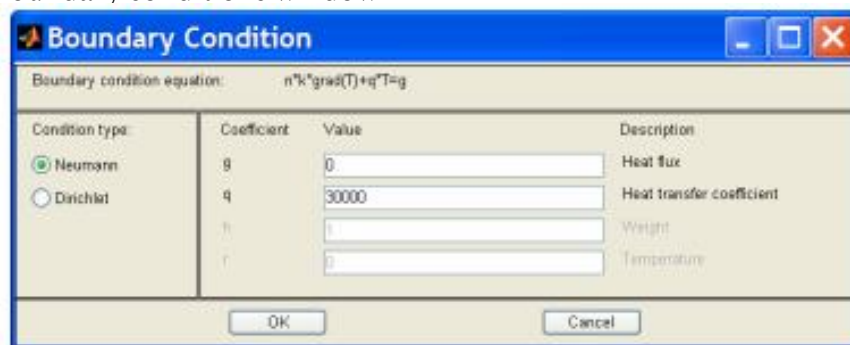 Boundary Condition
Boundary condition equation: n*k*grad(T)+q*T=g
Condition type: Coefficient Value Description
Neumann g 0 Heat flux
Dirichlet q 30000 Heat transfer coefficient
h 1 Weight
r 0 Temperature
OK Cancel